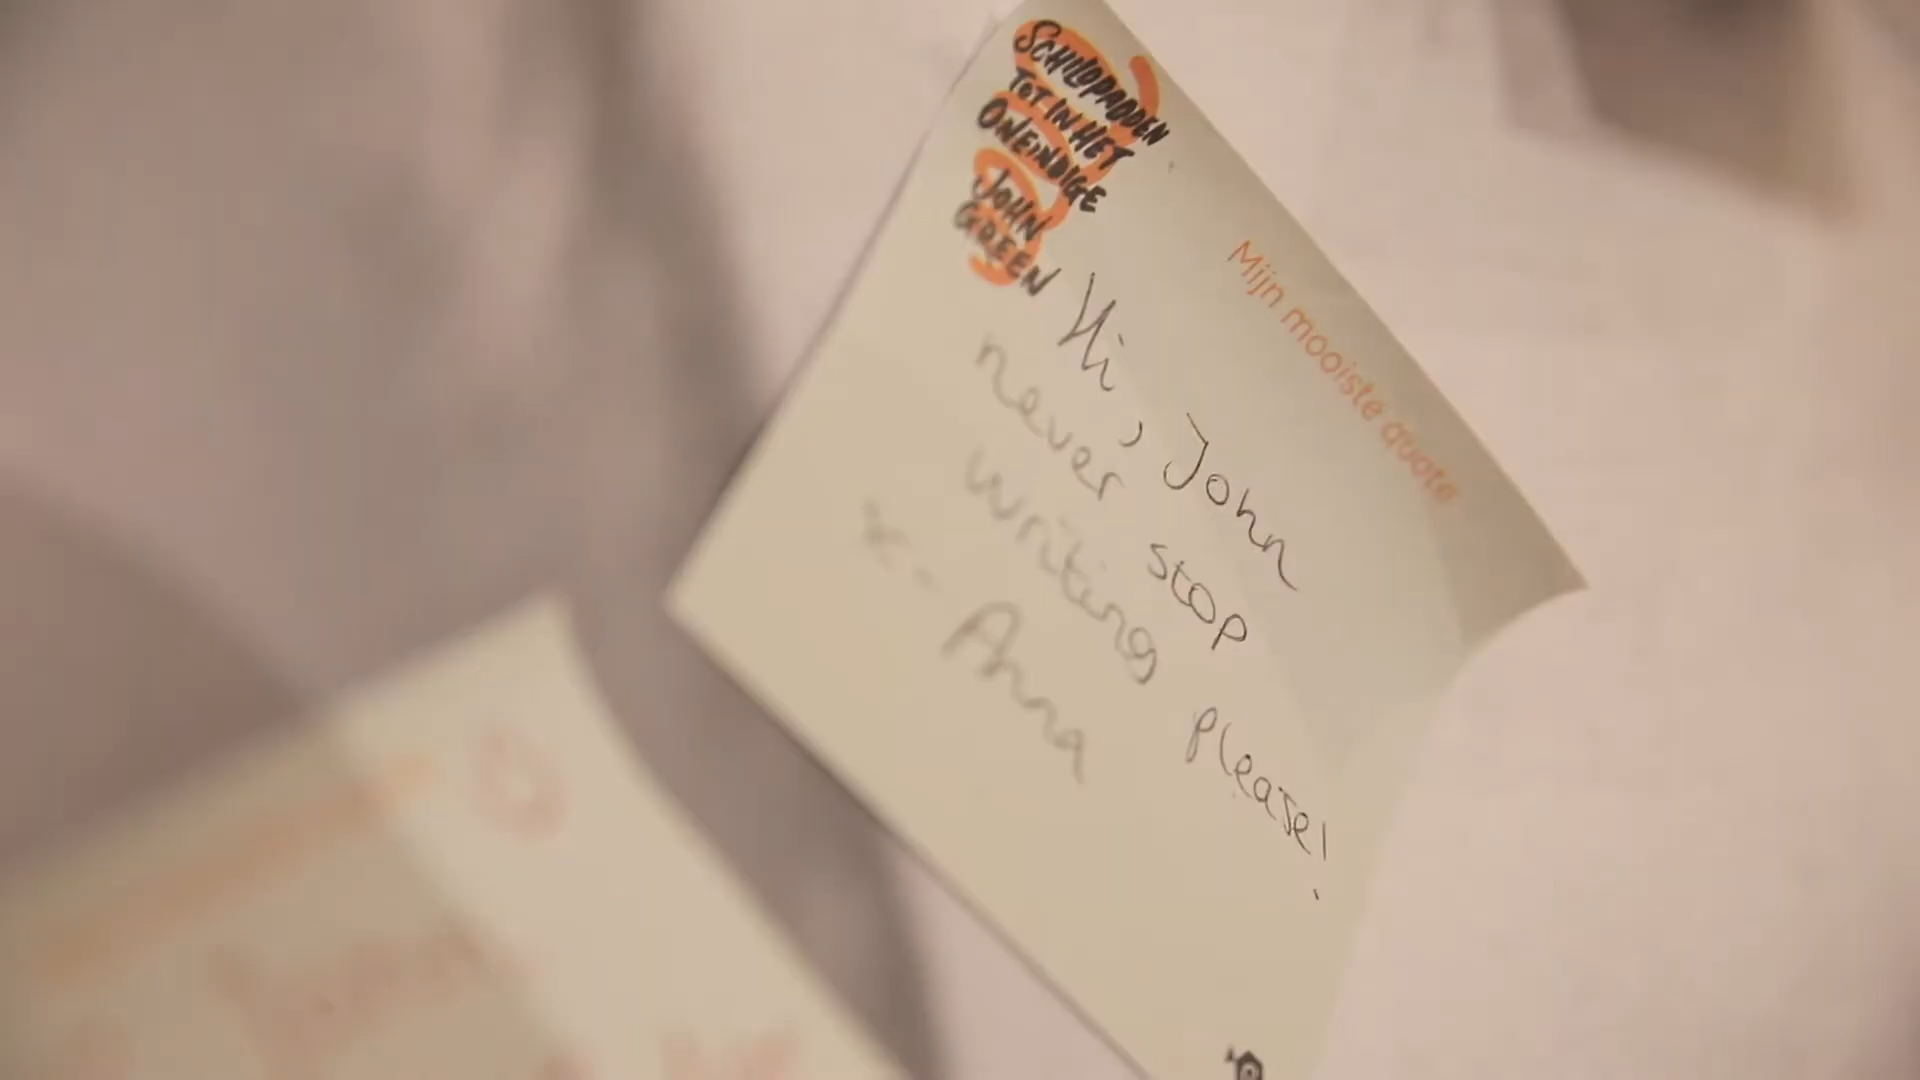 SCHILDPADDEN
TOT IN HET
ONEINDIGE
JOHN
GREEN
Mijn mooiste quote
Hi, John
never stop
writing please!
x - Anna